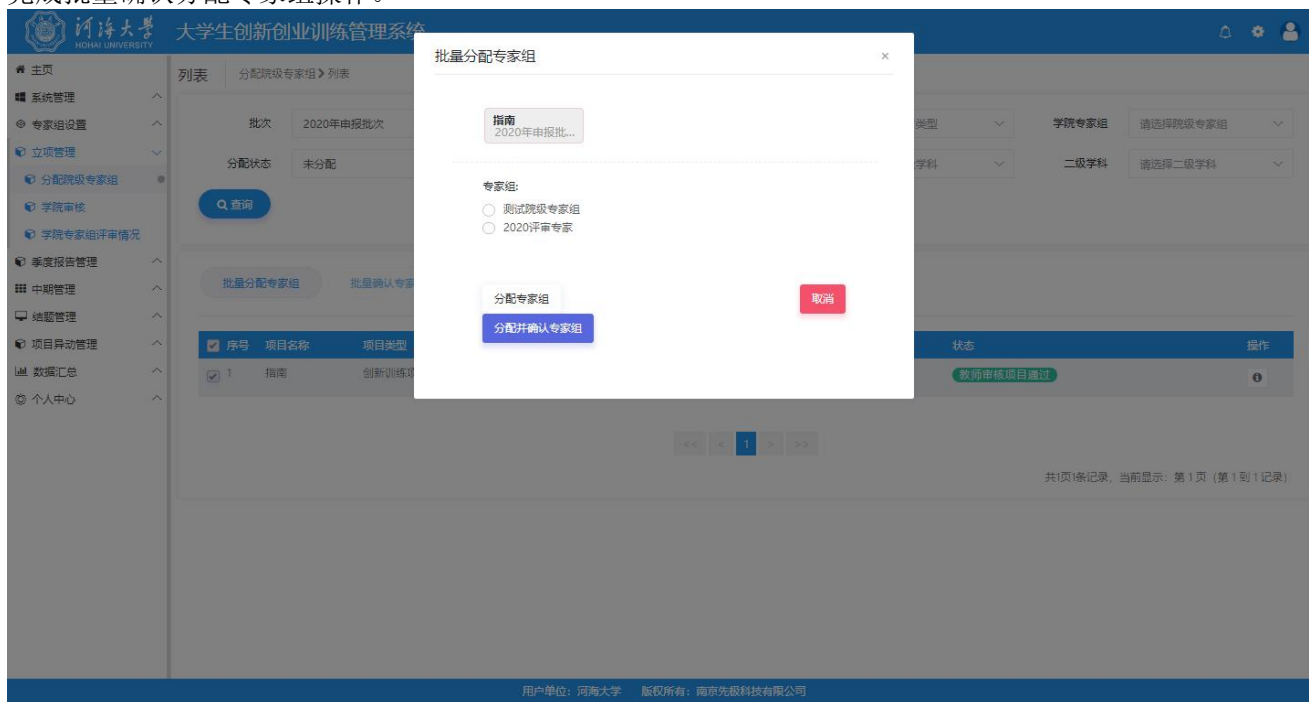 完成批量确认分配专家组操作。
河海大学 大学生创新创业训练管理系统
HOHAI UNIVERSITY
批量分配专家组 ×
主页
列表 分配院级专家组 > 列表
系统管理
专家组设置
批次 2020年申报批次 类型 学院专家组 请选择院级专家组
指南
2020年申报批...
立项管理
分配状态 未分配 学科 二级学科 请选择二级学科
分配院级专家组
专家组:
学院审核
查询
测试院级专家组
学院专家组评审情况
2020评审专家
季度报告管理
批量分配专家组 批量确认专家
中期管理
分配专家组 取消
结题管理
分配并确认专家组
项目异动管理
序号 项目名称 项目类型 状态 操作
数据汇总
1 指南 创新训练项 教师审核项目通过
个人中心
<< < 1 > >>
共1页1条记录, 当前显示: 第 1 页 (第 1 到 1 记录)
用户单位: 河海大学 版权所有: 南京先极科技有限公司